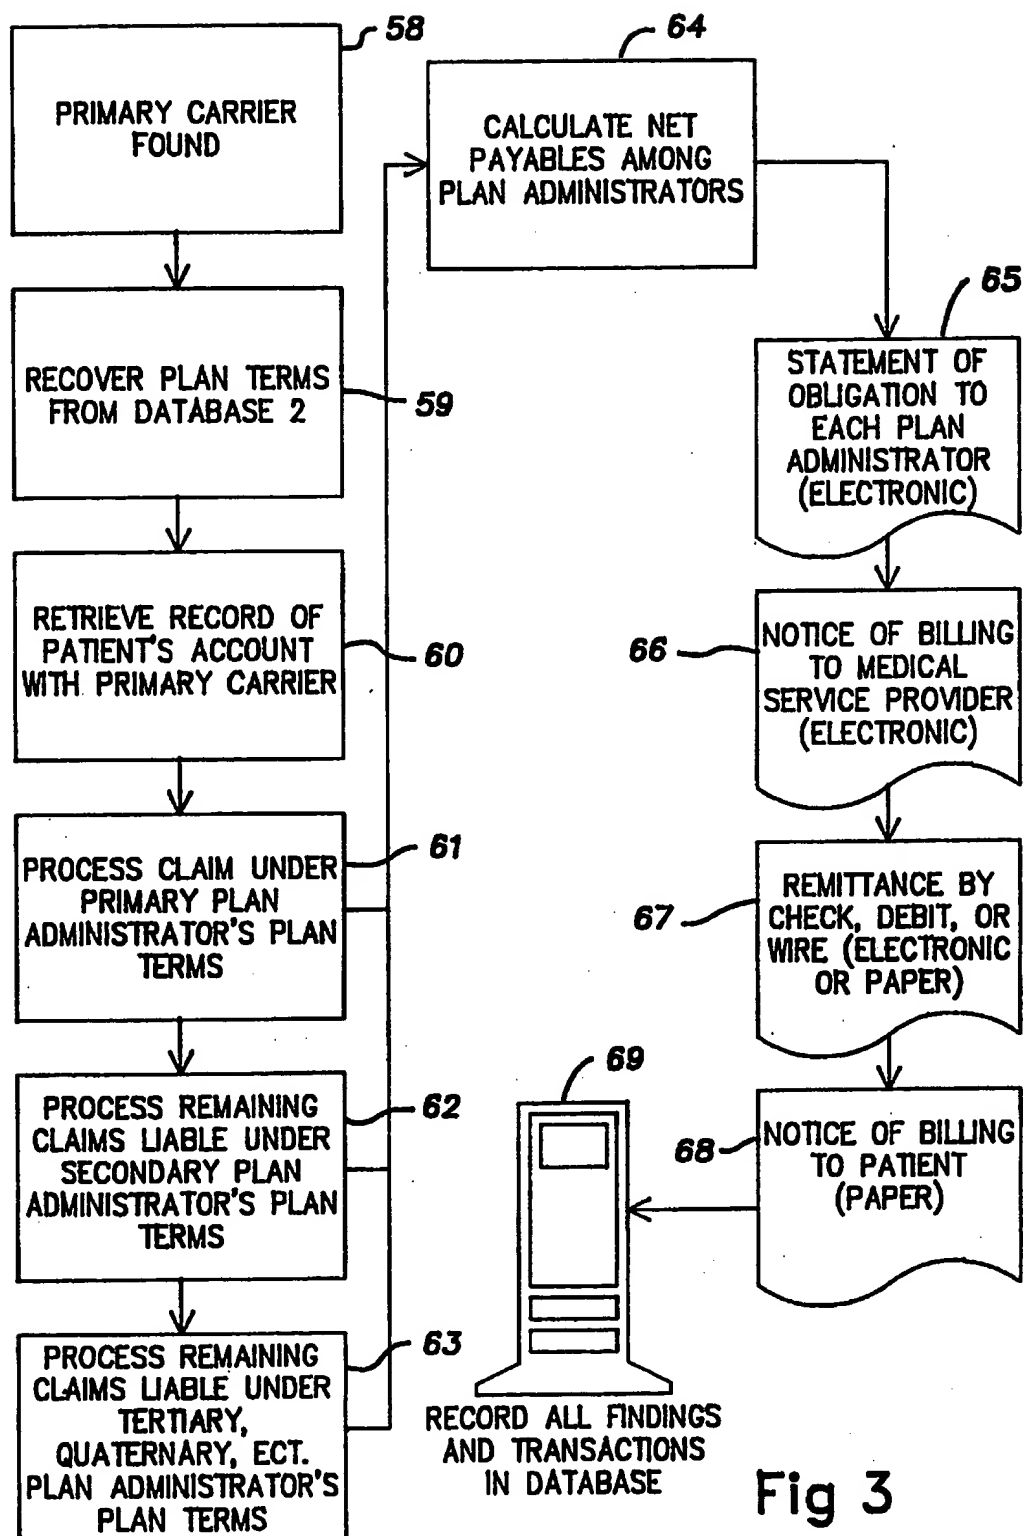 58
PRIMARY CARRIER
FOUND
RECOVER PLAN TERMS
FROM DATABASE 2
59
RETRIEVE RECORD OF
PATIENT'S ACCOUNT
WITH PRIMARY CARRIER
60
PROCESS CLAIM UNDER
PRIMARY PLAN
ADMINISTRATOR'S PLAN
TERMS
61
PROCESS REMAINING
CLAIMS LIABLE UNDER
SECONDARY PLAN
ADMINISTRATOR'S PLAN
TERMS
62
PROCESS REMAINING
CLAIMS LIABLE UNDER
TERTIARY,
QUATERNARY, ECT.
PLAN ADMINISTRATOR'S
PLAN TERMS
63
64
CALCULATE NET
PAYABLES AMONG
PLAN ADMINISTRATORS
65
STATEMENT OF
OBLIGATION TO
EACH PLAN
ADMINISTRATOR
(ELECTRONIC)
66
NOTICE OF BILLING
TO MEDICAL
SERVICE PROVIDER
(ELECTRONIC)
67
REMITTANCE BY
CHECK, DEBIT, OR
WIRE (ELECTRONIC
OR PAPER)
68
NOTICE OF BILLING
TO PATIENT
(PAPER)
69
RECORD ALL FINDINGS
AND TRANSACTIONS
IN DATABASE
Fig 3